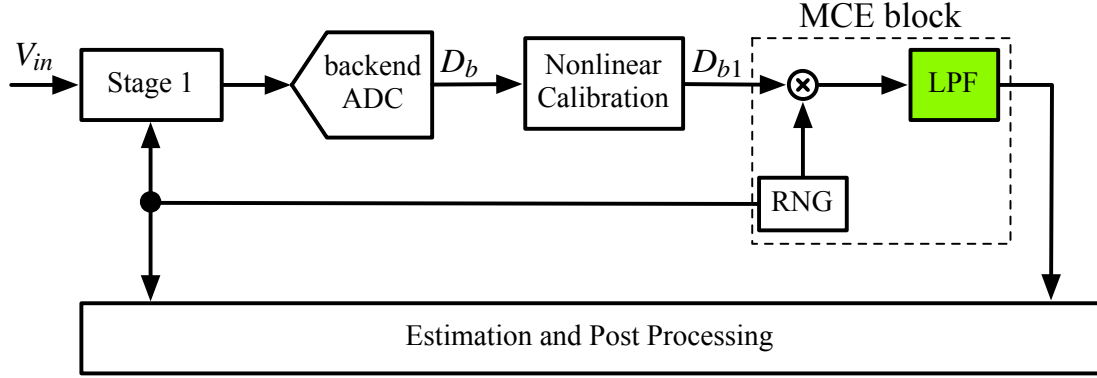 MCE block
V_in
Stage 1
backend
ADC
D_b
Nonlinear
Calibration
D_b1
LPF
RNG
Estimation and Post Processing